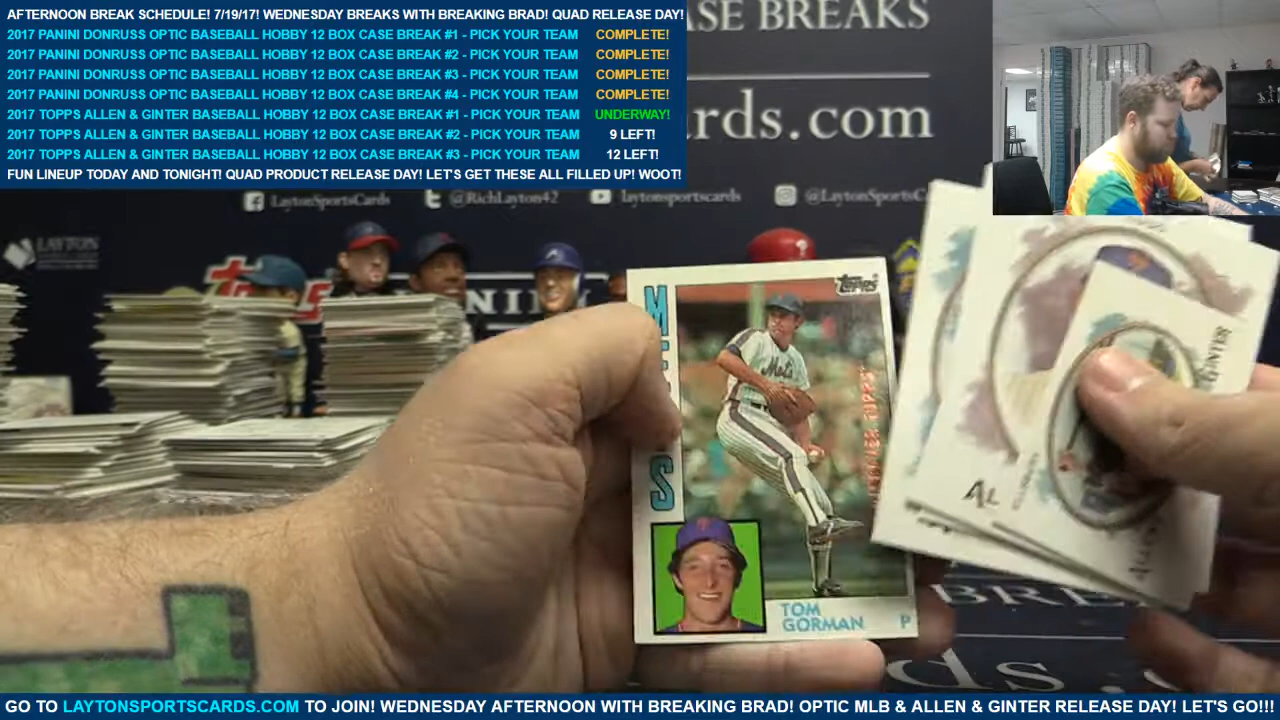 AFTERNOON BREAK SCHEDULE! 7/19/17! WEDNESDAY BREAKS WITH BREAKING BRAD! QUAD RELEASE DAY!
2017 PANINI DONRUSS OPTIC BASEBALL HOBBY 12 BOX CASE BREAK #1 - PICK YOUR TEAM COMPLETE!
2017 PANINI DONRUSS OPTIC BASEBALL HOBBY 12 BOX CASE BREAK #2 - PICK YOUR TEAM COMPLETE!
2017 PANINI DONRUSS OPTIC BASEBALL HOBBY 12 BOX CASE BREAK #3 - PICK YOUR TEAM COMPLETE!
2017 PANINI DONRUSS OPTIC BASEBALL HOBBY 12 BOX CASE BREAK #4 - PICK YOUR TEAM COMPLETE!
2017 TOPPS ALLEN & GINTER BASEBALL HOBBY 12 BOX CASE BREAK #1 - PICK YOUR TEAM UNDERWAY!
2017 TOPPS ALLEN & GINTER BASEBALL HOBBY 12 BOX CASE BREAK #2 - PICK YOUR TEAM 9 LEFT!
2017 TOPPS ALLEN & GINTER BASEBALL HOBBY 12 BOX CASE BREAK #3 - PICK YOUR TEAM 12 LEFT!
FUN LINEUP TODAY AND TONIGHT! QUAD PRODUCT RELEASE DAY! LET'S GET THESE ALL FILLED UP! WOOT!
ASE BREAKS
rds.com
LaytonSportsCards @RichLayton42 laytonsportscards @LaytonSportsC
LAYTON
Topps
METS
Mets
TOM
GORMAN P
AL
BRE
ds.
GO TO LAYTONSPORTSCARDS.COM TO JOIN! WEDNESDAY AFTERNOON WITH BREAKING BRAD! OPTIC MLB & ALLEN & GINTER RELEASE DAY! LET'S GO!!!